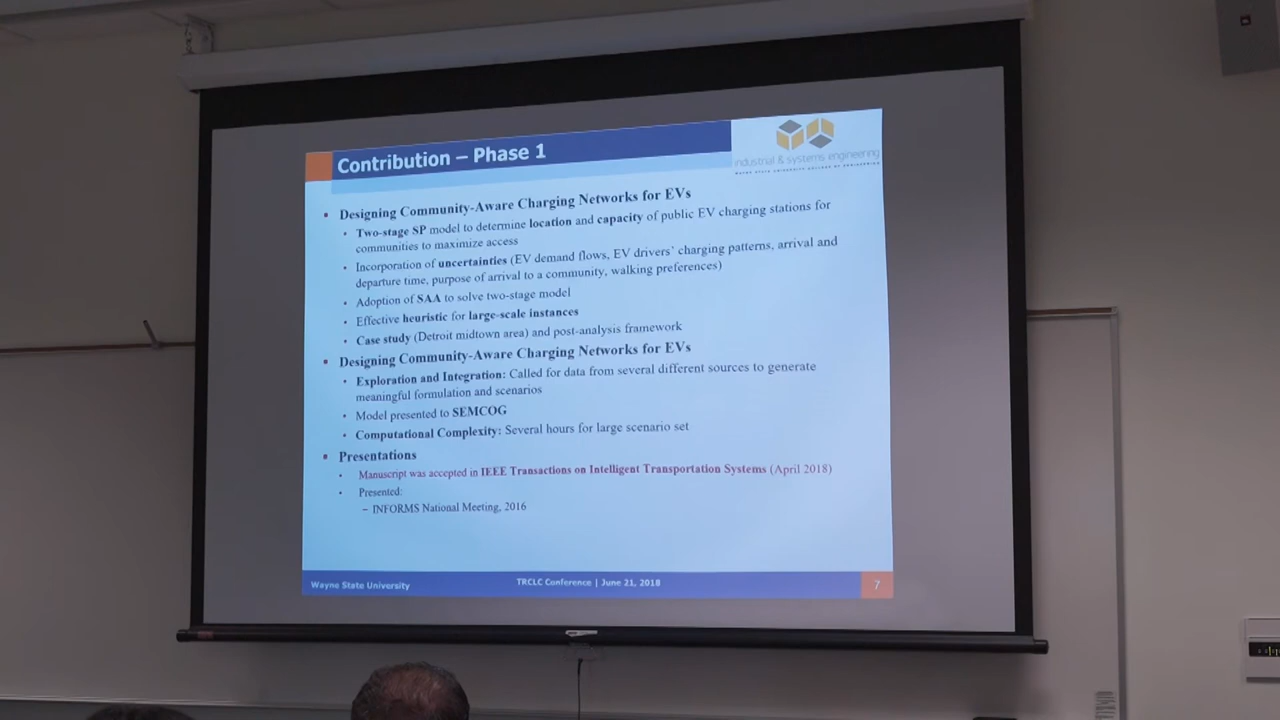 Contribution – Phase 1
industrial & systems engineering
WAYNE STATE UNIVERSITY COLLEGE OF ENGINEERING
▪ Designing Community-Aware Charging Networks for EVs
• Two-stage SP model to determine location and capacity of public EV charging stations for
communities to maximize access
• Incorporation of uncertainties (EV demand flows, EV drivers' charging patterns, arrival and
departure time, purpose of arrival to a community, walking preferences)
• Adoption of SAA to solve two-stage model
• Effective heuristic for large-scale instances
• Case study (Detroit midtown area) and post-analysis framework
▪ Designing Community-Aware Charging Networks for EVs
• Exploration and Integration: Called for data from several different sources to generate
meaningful formulation and scenarios
• Model presented to SEMCOG
• Computational Complexity: Several hours for large scenario set
▪ Presentations
• Manuscript was accepted in IEEE Transactions on Intelligent Transportation Systems (April 2018)
• Presented:
– INFORMS National Meeting, 2016
Wayne State University
TRCLC Conference | June 21, 2018
7